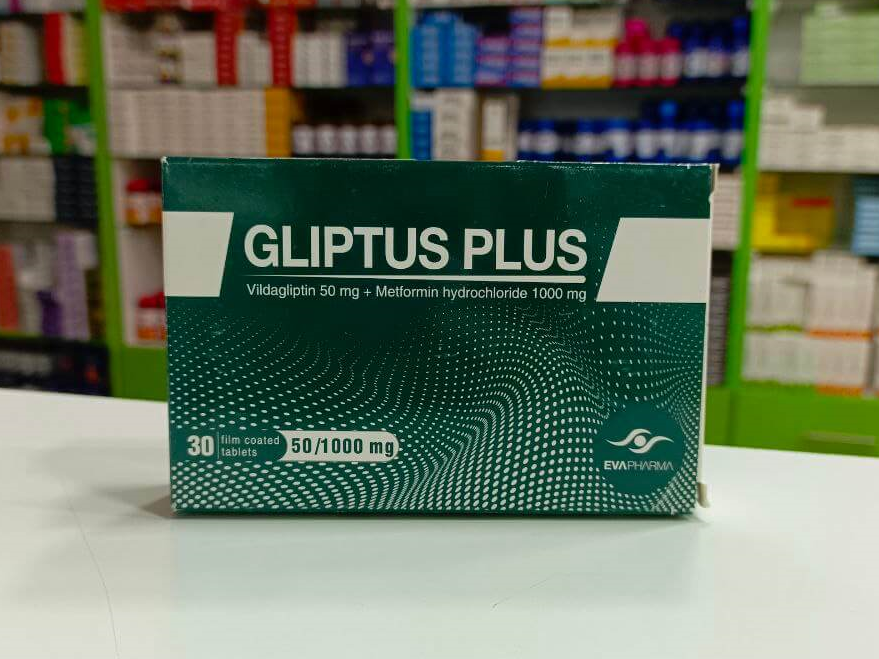 GLIPTUS PLUS
Vildagliptin 50 mg + Metformin hydrochloride 1000 mg
30 film coated
tablets
50/1000 mg
EVAPHARMA